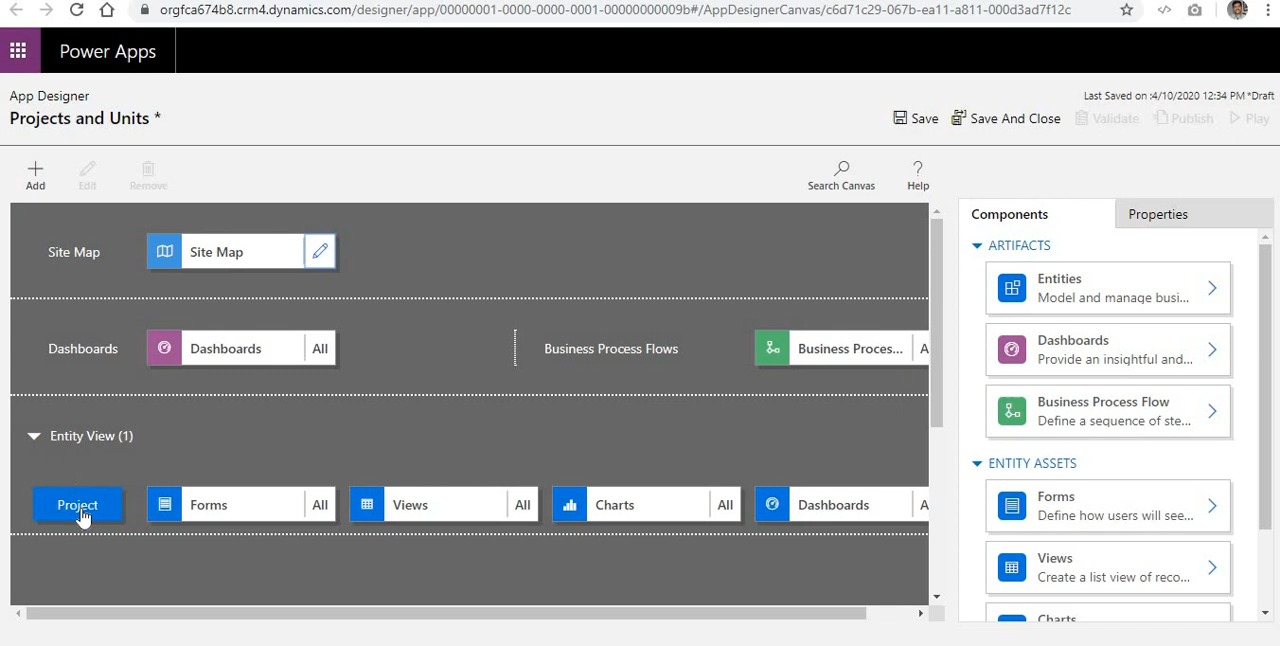 orgfca674b8.crm4.dynamics.com/designer/app/00000001-0000-0000-0001-00000000009b#/AppDesignerCanvas/c6d71c29-067b-ea11-a811-000d3ad7f12c
Power Apps
App Designer
Last Saved on :4/10/2020 12:34 PM *Draft
Projects and Units *
Save
Save And Close
Validate
Publish
Play
Add
Edit
Remove
Search Canvas
Help
Site Map
Site Map
Dashboards
Dashboards
All
Business Process Flows
Business Proces...
A
Entity View (1)
Project
Forms
All
Views
All
Charts
All
Dashboards
A
Components
Properties
ARTIFACTS
Entities
Model and manage busi...
Dashboards
Provide an insightful and...
Business Process Flow
Define a sequence of ste...
ENTITY ASSETS
Forms
Define how users will see...
Views
Create a list view of reco...
Charts